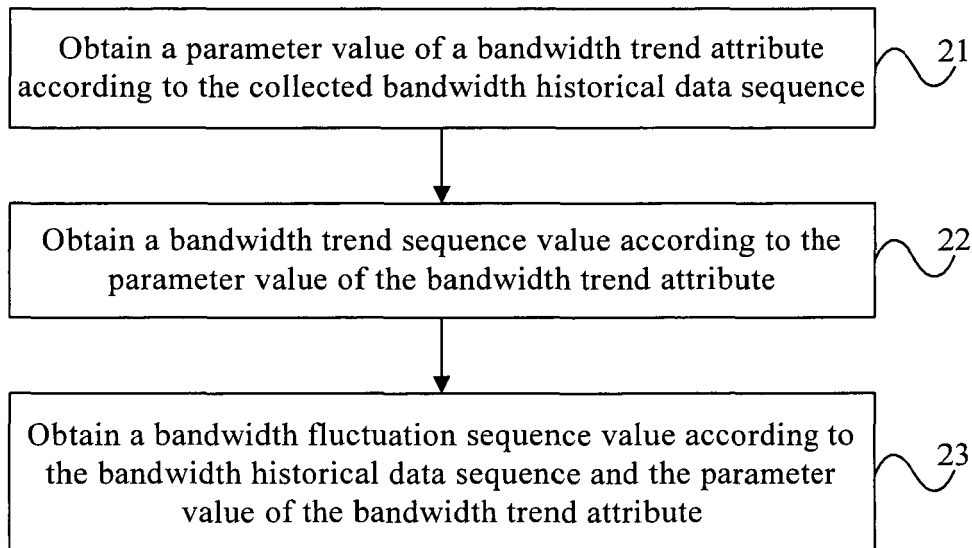 Obtain a parameter value of a bandwidth trend attribute
according to the collected bandwidth historical data sequence
21
Obtain a bandwidth trend sequence value according to the
parameter value of the bandwidth trend attribute
22
Obtain a bandwidth fluctuation sequence value according to
the bandwidth historical data sequence and the parameter
value of the bandwidth trend attribute
23